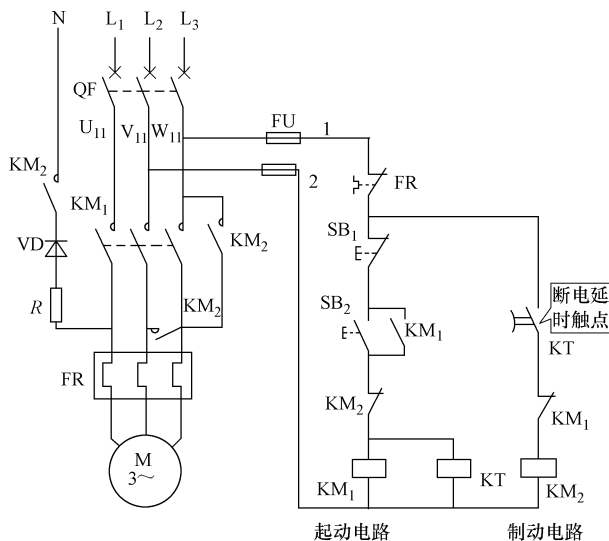 N L₁ L₂ L₃
QF
U₁₁ V₁₁ W₁₁ FU 1
2
KM₂ FR
KM₁ SB₁
VD KM₂
R KM₂ SB₂ KM₁ 断电延
时触点
KT
FR KM₂ KM₁
M
3～ KM₁ KT KM₂
起动电路 制动电路